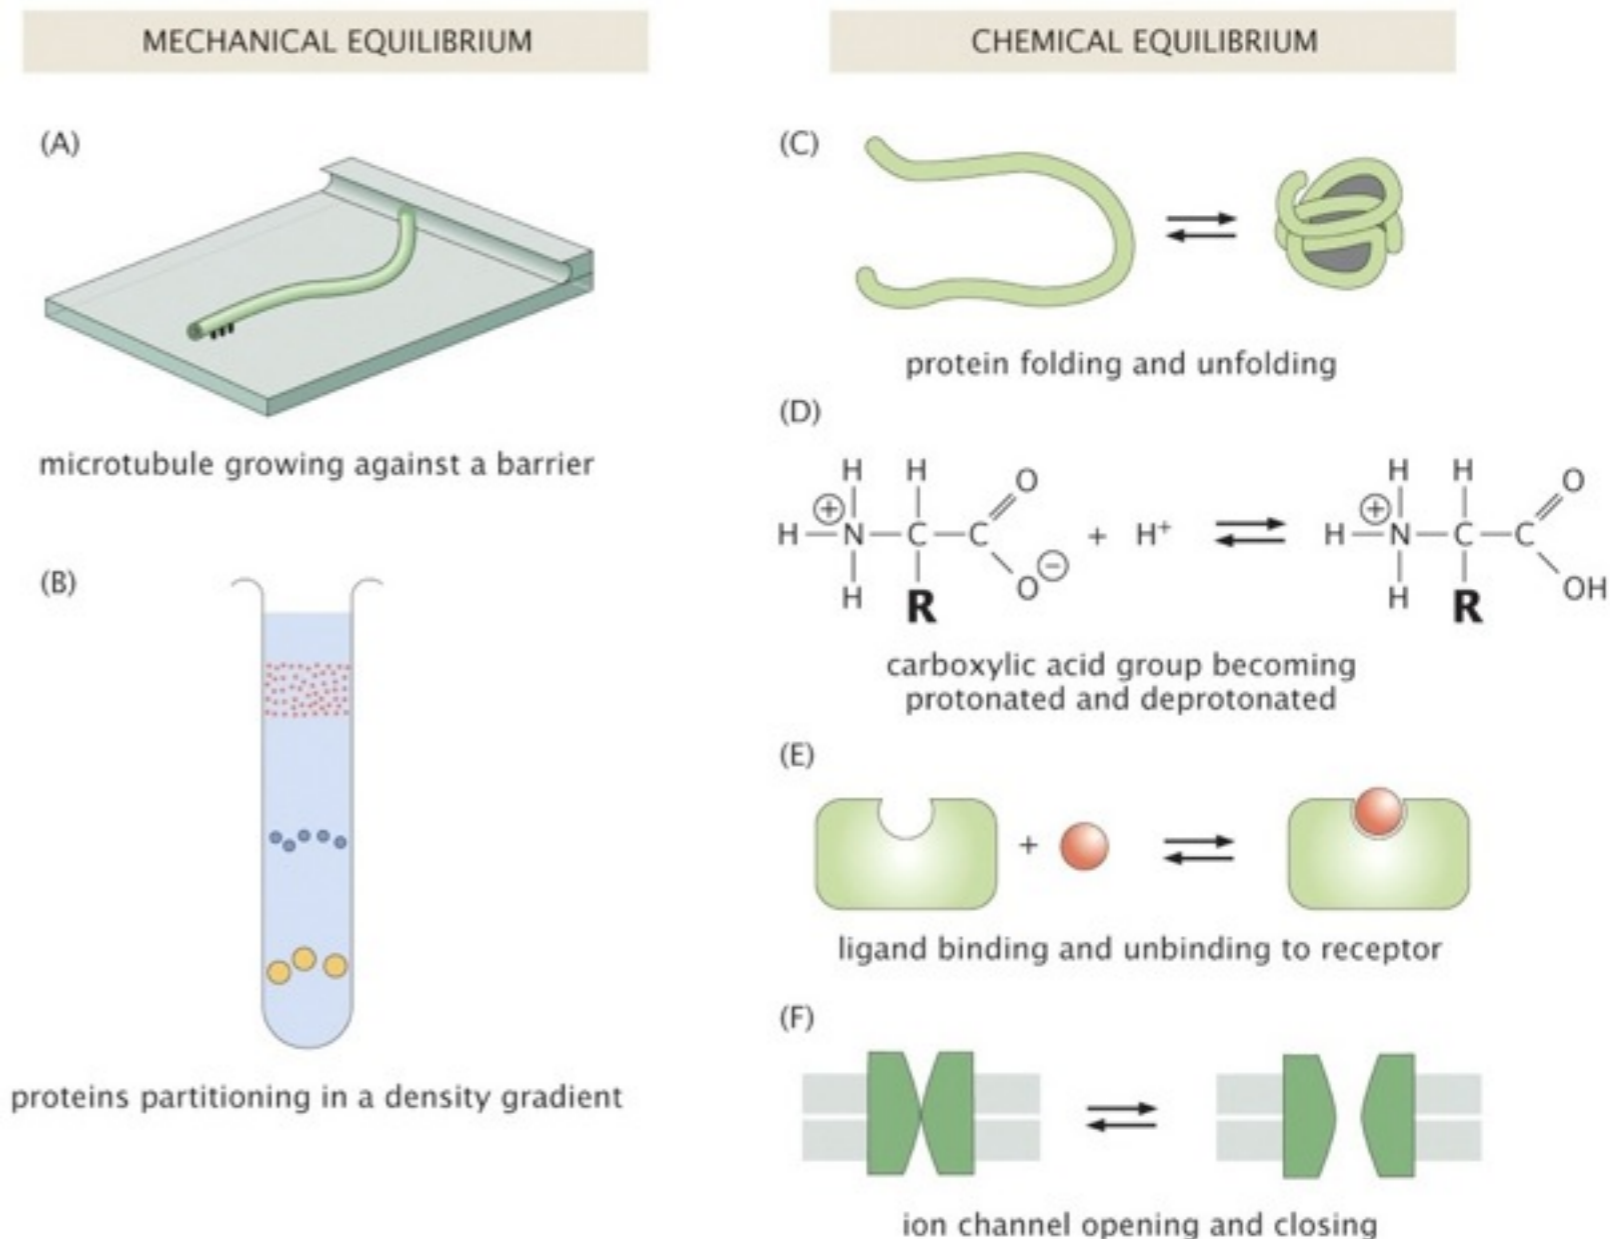 MECHANICAL EQUILIBRIUM
CHEMICAL EQUILIBRIUM
(A)
microtubule growing against a barrier
(B)
proteins partitioning in a density gradient
(C)
protein folding and unfolding
(D)
H H O
H—N—C—C + H⁺ H—N—C—C
H R O
H H O
H R OH
carboxylic acid group becoming
protonated and deprotonated
(E)
+
ligand binding and unbinding to receptor
(F)
ion channel opening and closing